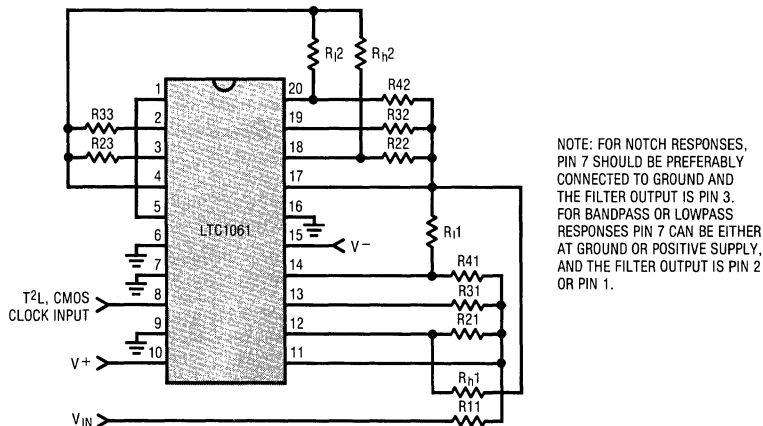 Rl2
Rh2
1
20
R42
R33
2
19
R32
R23
3
18
R22
4
17
5
16
LTC1061
6
15
V−
Rl1
7
14
R41
T²L, CMOS
CLOCK INPUT
8
13
R31
9
12
R21
V+
10
11
Rh1
R11
VIN
NOTE: FOR NOTCH RESPONSES,
PIN 7 SHOULD BE PREFERABLY
CONNECTED TO GROUND AND
THE FILTER OUTPUT IS PIN 3.
FOR BANDPASS OR LOWPASS
RESPONSES PIN 7 CAN BE EITHER
AT GROUND OR POSITIVE SUPPLY,
AND THE FILTER OUTPUT IS PIN 2
OR PIN 1.